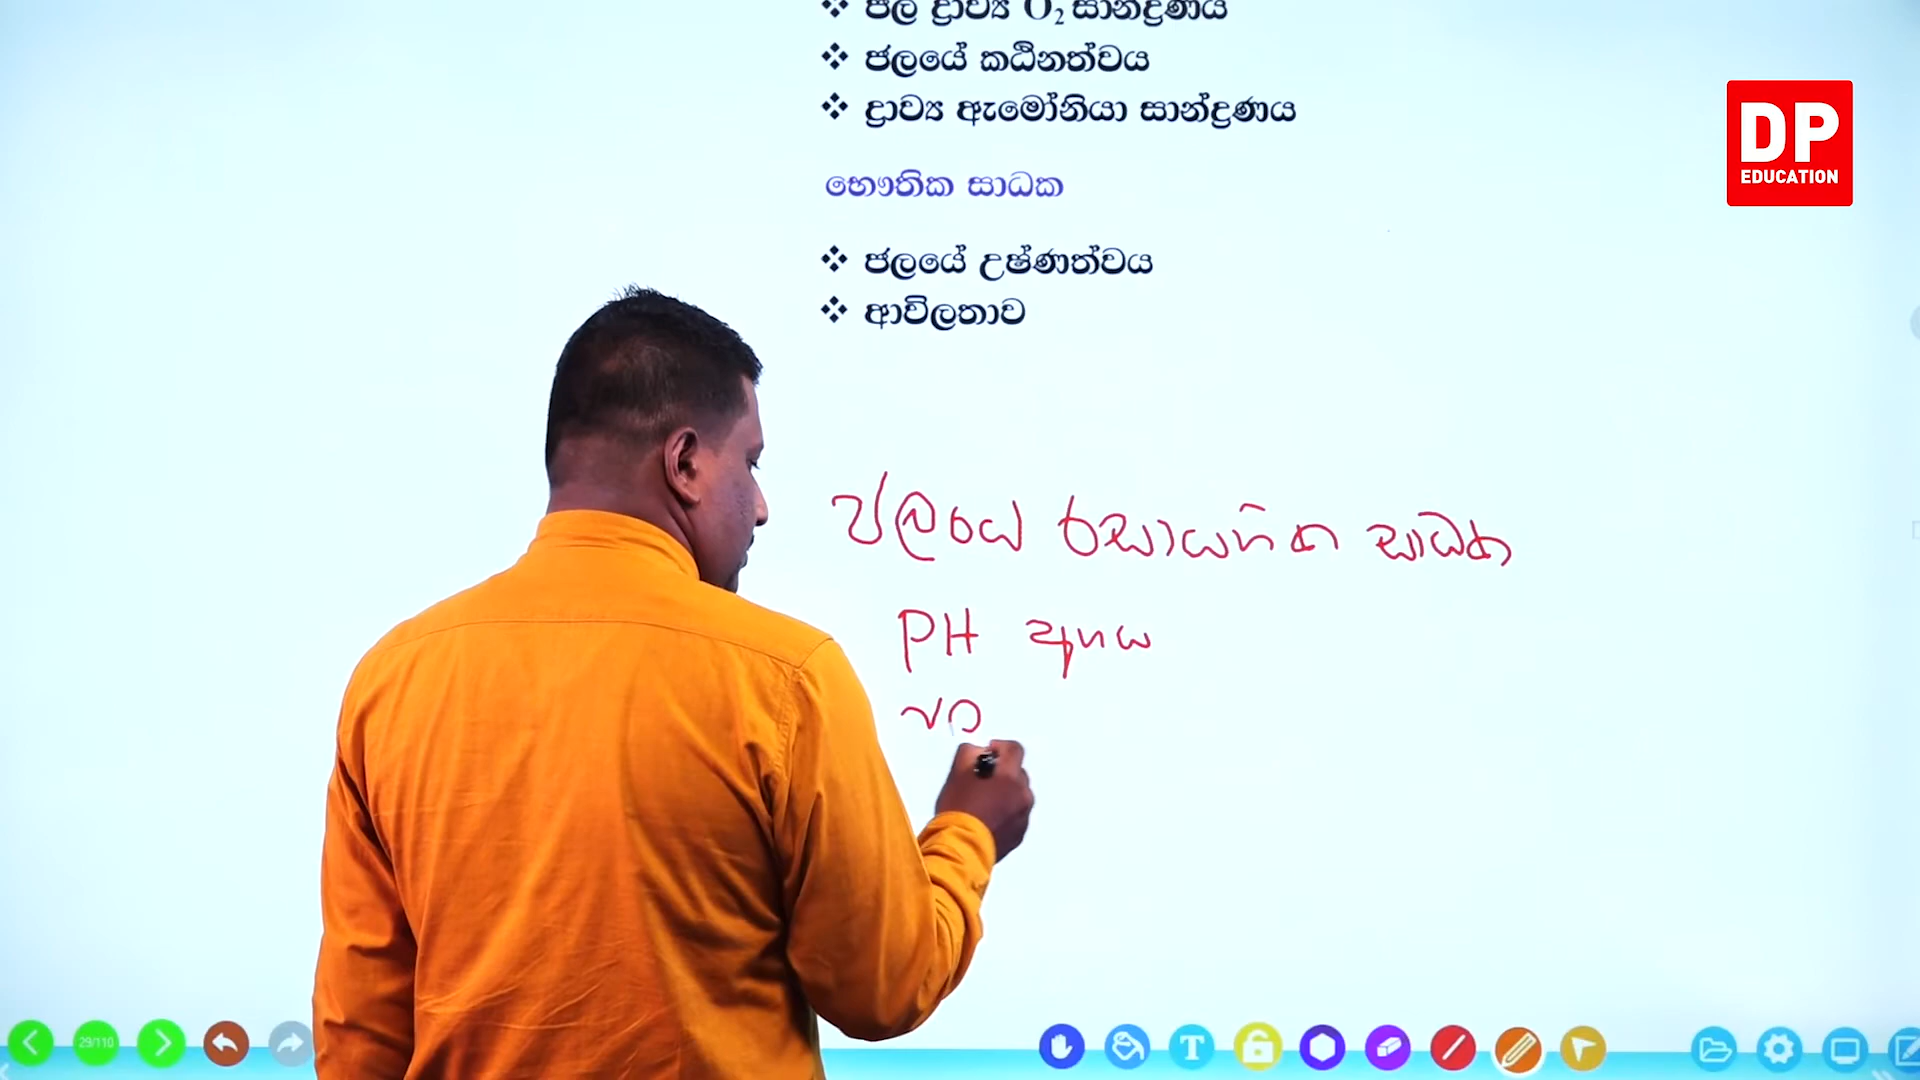 ❖ ජල ද්‍රාව්‍ය O₂ සාන්ද්‍රණය
❖ ජලයේ කඨිනත්වය
❖ ද්‍රාව්‍ය ඇමෝනියා සාන්ද්‍රණය
භෞතික සාධක
❖ ජලයේ උෂ්ණත්වය
❖ ආවිලතාව
ජලයේ රසායනික සාධක
PH අගය
DP
EDUCATION
29/110
T